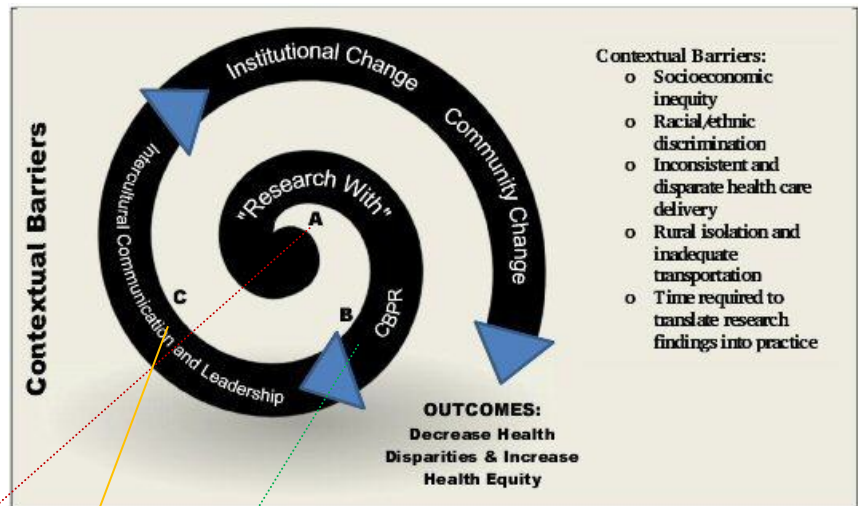 Contextual Barriers
Institutional Change
Community Change
"Research With"
A
B
CBPR
C
Intercultural Communication and Leadership
OUTCOMES:
Decrease Health
Disparities & Increase
Health Equity
Contextual Barriers:
o Socioeconomic
inequity
o Racial/ethnic
discrimination
o Inconsistent and
disparate health care
delivery
o Rural isolation and
inadequate
transportation
o Time required to
translate research
findings into practice